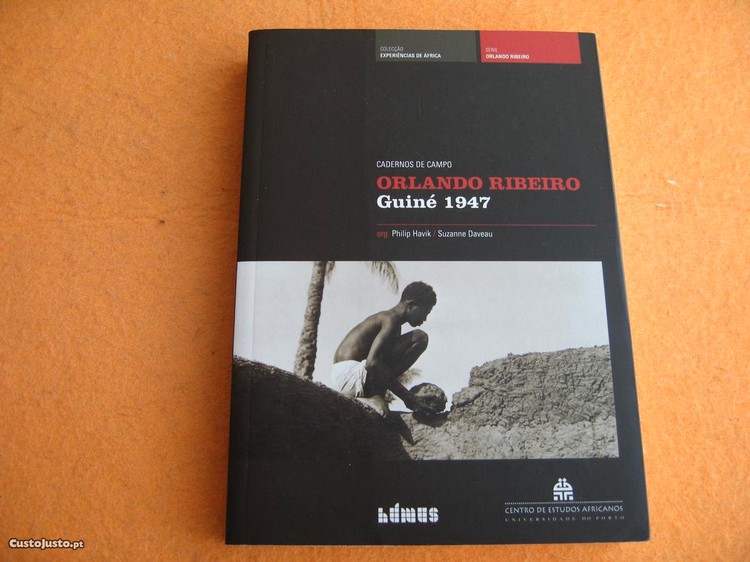 COLECÇÃO
EXPERIÊNCIAS DE ÁFRICA
SÉRIE
ORLANDO RIBEIRO
CADERNOS DE CAMPO
ORLANDO RIBEIRO
Guiné 1947
org. Philip Havik / Suzanne Daveau
húmus
CENTRO DE ESTUDOS AFRICANOS
UNIVERSIDADE DO PORTO
CustoJusto.pt